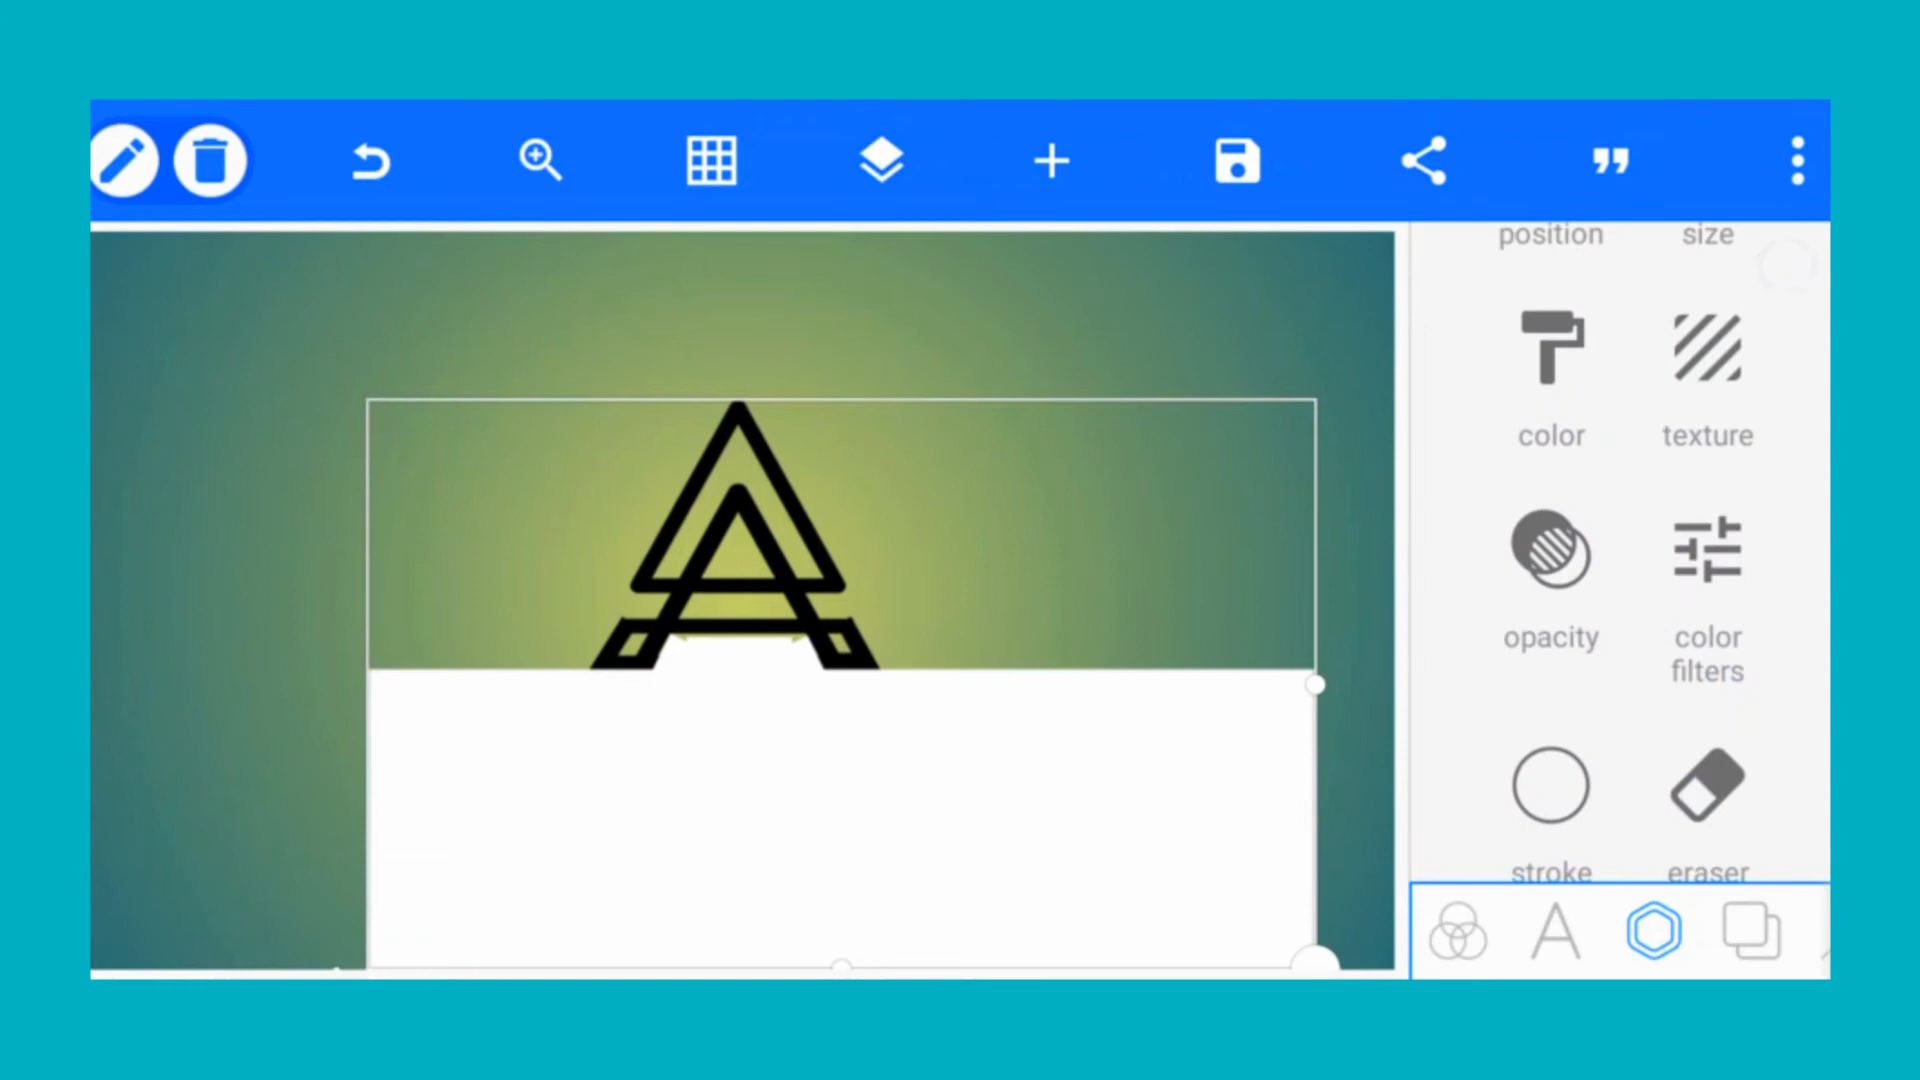 position size
color texture
opacity color
filters
stroke eraser